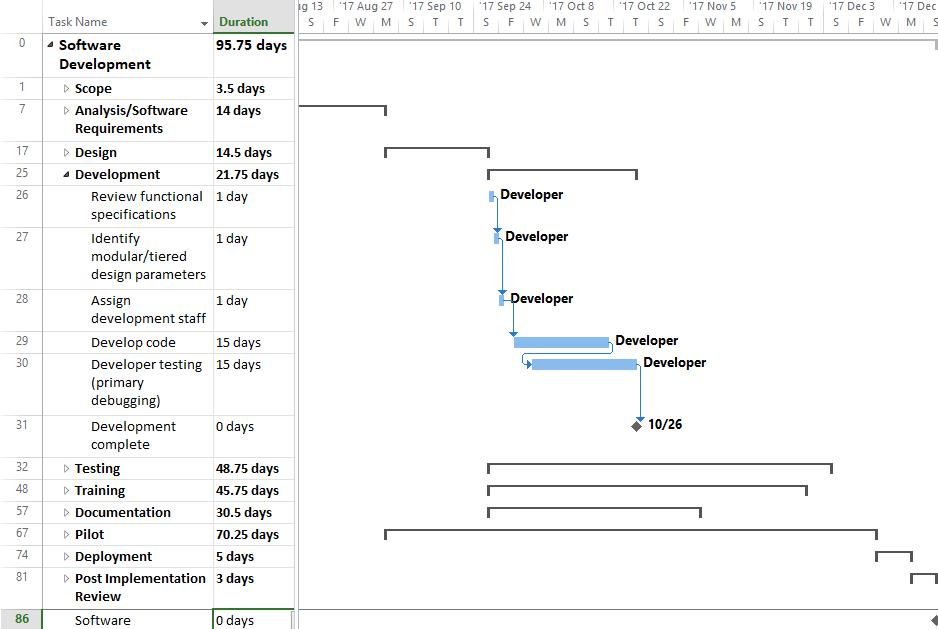 ug 13 '17 Aug 27 '17 Sep 10 '17 Sep 24 '17 Oct 8 '17 Oct 22 '17 Nov 5 '17 Nov 19 '17 Dec 3 '17 Dec
Task Name Duration S F W M S T T S F W M S T T S F W M S T T S F W M S
0 Software 95.75 days
Development
1 Scope 3.5 days
7 Analysis/Software 14 days
Requirements
17 Design 14.5 days
25 Development 21.75 days
26 Review functional 1 day Developer
specifications
27 Identify 1 day Developer
modular/tiered
design parameters
28 Assign 1 day Developer
development staff
29 Develop code 15 days Developer
30 Developer testing 15 days Developer
(primary
debugging)
31 Development 0 days 10/26
complete
32 Testing 48.75 days
48 Training 45.75 days
57 Documentation 30.5 days
67 Pilot 70.25 days
74 Deployment 5 days
81 Post Implementation 3 days
Review
86 Software 0 days